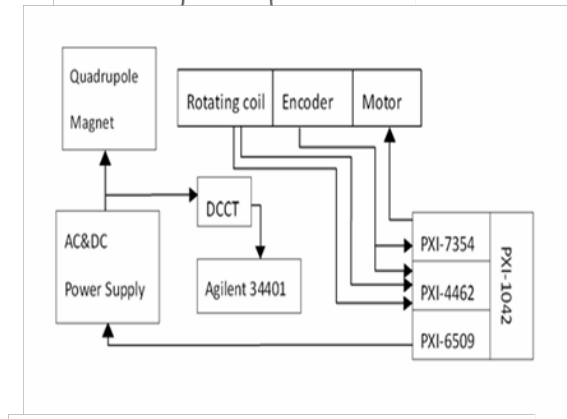 Quadrupole
Magnet
Rotating coil
Encoder
Motor
DCCT
AC&DC
Power Supply
Agilent 34401
PXI-7354
PXI-4462
PXI-6509
PXI-1042